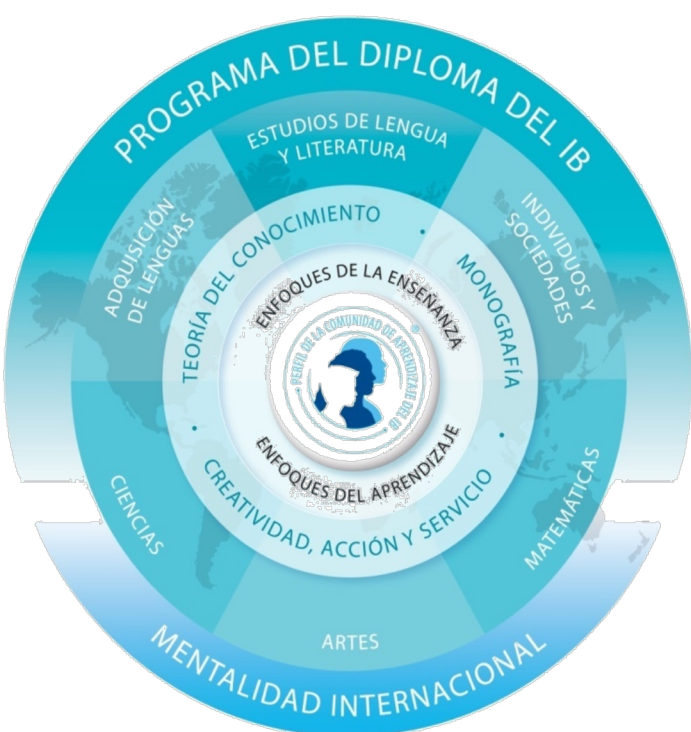 PROGRAMA DEL DIPLOMA DEL IB
ESTUDIOS DE LENGUA
Y LITERATURA
ADQUISICIÓN
DE LENGUAS
INDIVIDUOS Y
SOCIEDADES
TEORÍA DEL CONOCIMIENTO
MONOGRAFÍA
ENFOQUES DE LA ENSEÑANZA
PERFIL DE LA COMUNIDAD DE APRENDIZAJE DEL IB
®
ENFOQUES DEL APRENDIZAJE
CREATIVIDAD, ACCIÓN Y SERVICIO
CIENCIAS
MATEMÁTICAS
ARTES
MENTALIDAD INTERNACIONAL